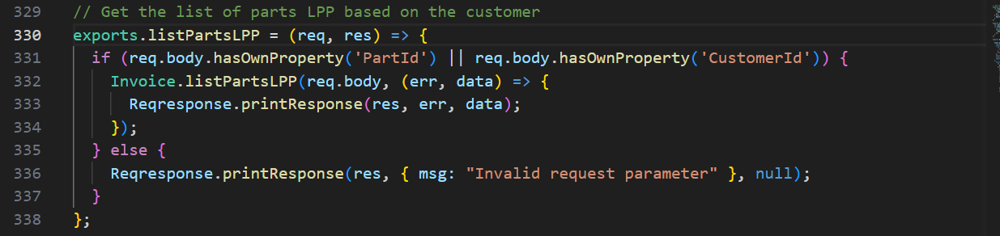 329 // Get the list of parts LPP based on the customer
330 exports.listPartsLPP = (req, res) => {
331 if (req.body.hasOwnProperty('PartId') || req.body.hasOwnProperty('CustomerId')) {
332 Invoice.listPartsLPP(req.body, (err, data) => {
333 Reqresponse.printResponse(res, err, data);
334 });
335 } else {
336 Reqresponse.printResponse(res, { msg: "Invalid request parameter" }, null);
337 }
338 };